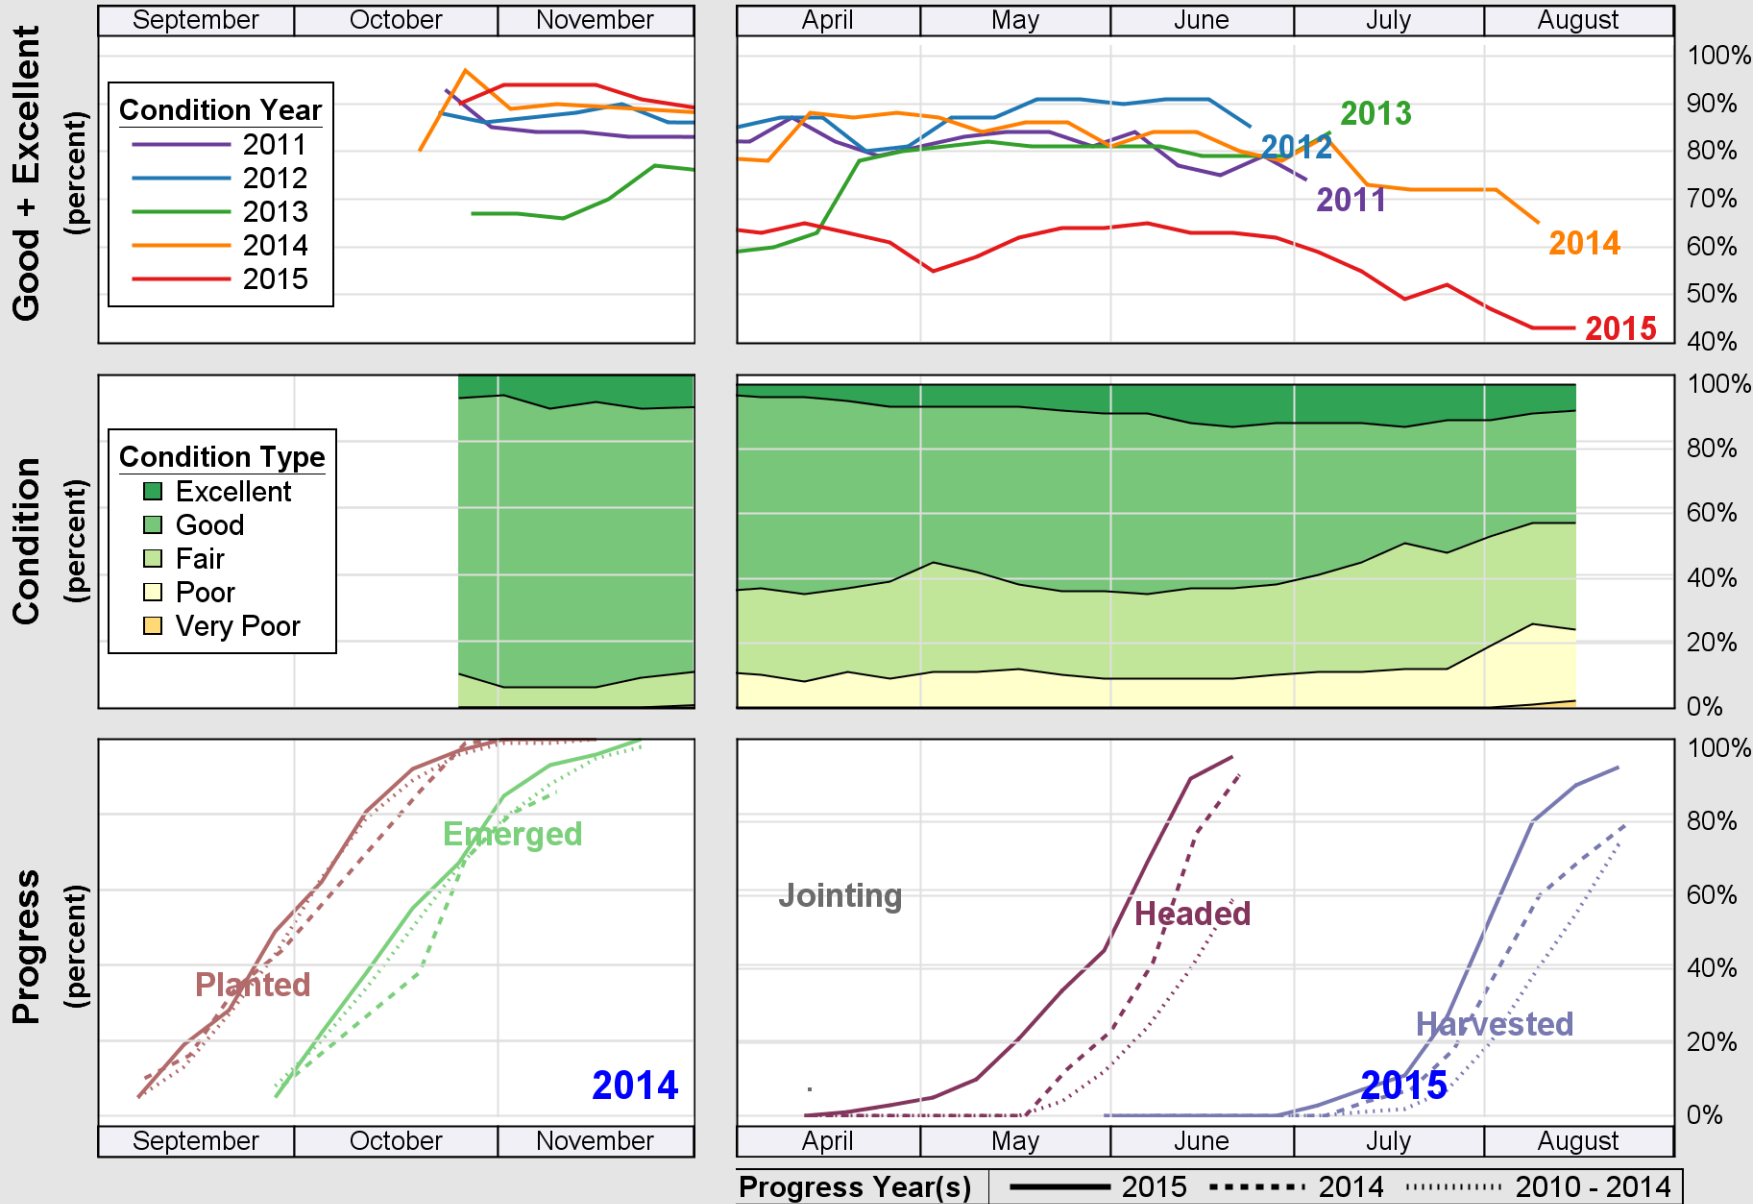 September October November April May June July August
Good + Excellent
(percent)
Condition Year
2011
2012
2013
2014
2015
2013
2012
2011
2014
2015
100%
90%
80%
70%
60%
50%
40%
Condition
(percent)
Condition Type
Excellent
Good
Fair
Poor
Very Poor
100%
80%
60%
40%
20%
0%
Progress
(percent)
Planted
Emerged
2014
Jointing
Headed
Harvested
2015
100%
80%
60%
40%
20%
0%
September October November April May June July August
Progress Year(s) 2015 2014 2010 - 2014